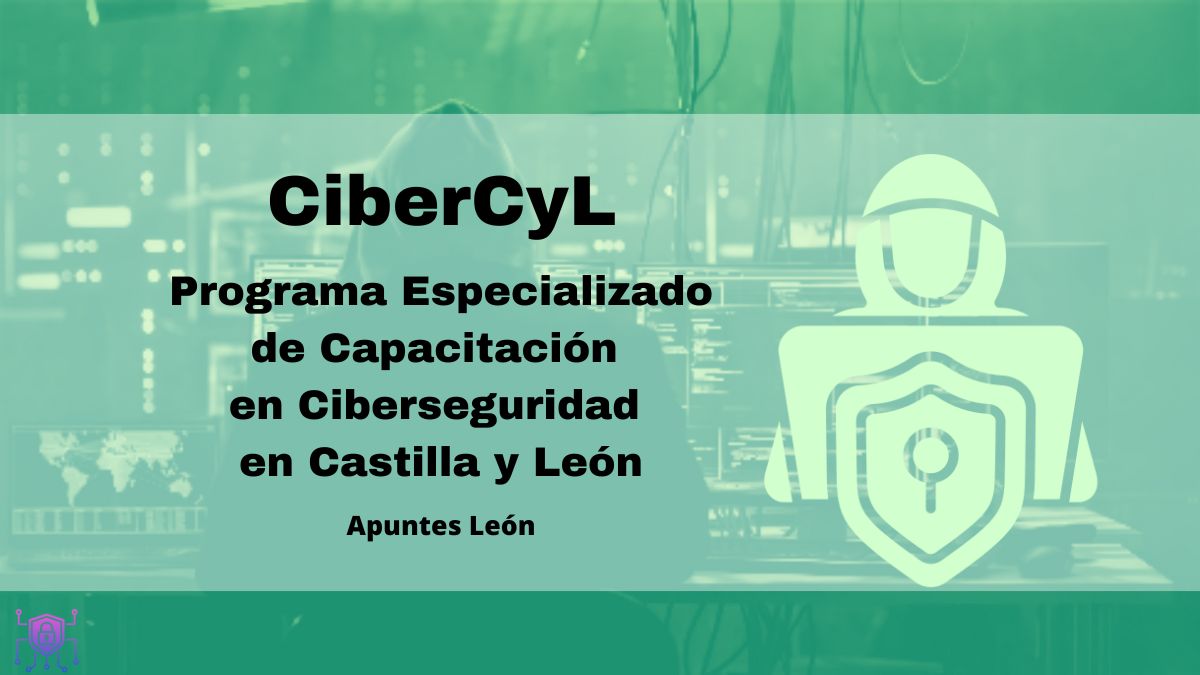 CiberCyL
Programa Especializado
de Capacitación
en Ciberseguridad
en Castilla y León
Apuntes León